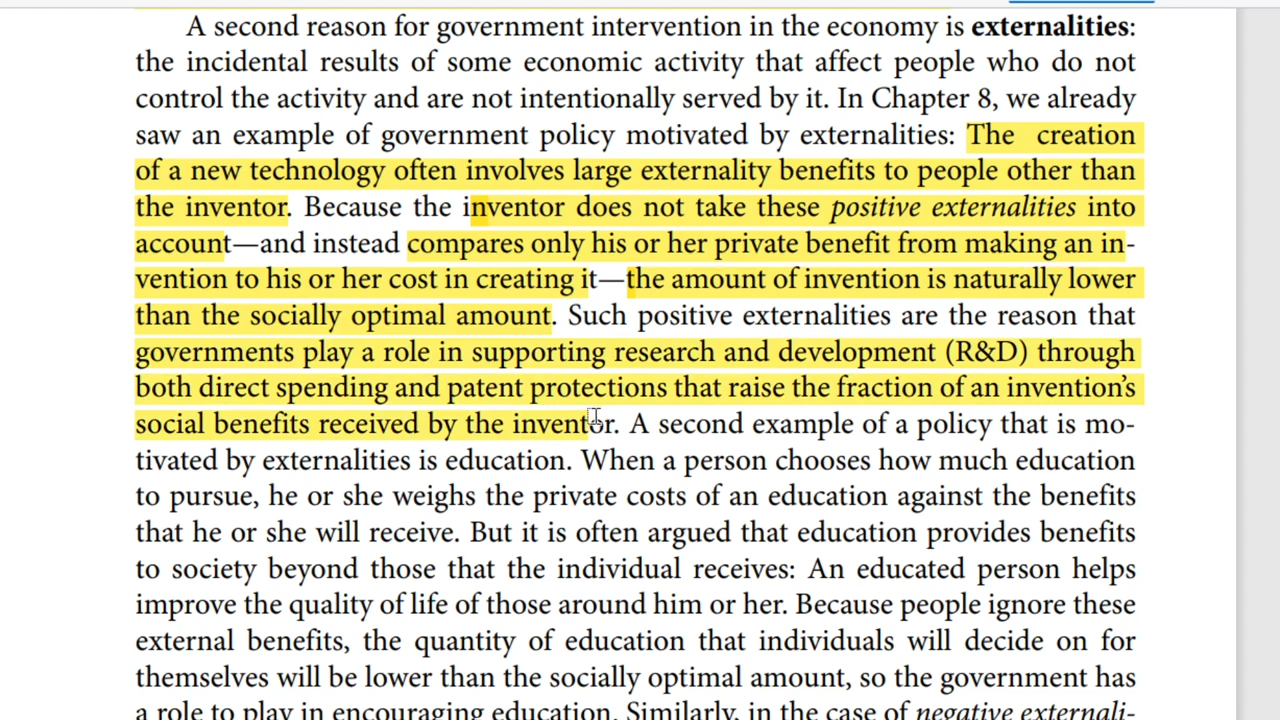 A second reason for government intervention in the economy is externalities:
the incidental results of some economic activity that affect people who do not
control the activity and are not intentionally served by it. In Chapter 8, we already
saw an example of government policy motivated by externalities: The creation
of a new technology often involves large externality benefits to people other than
the inventor. Because the inventor does not take these positive externalities into
account—and instead compares only his or her private benefit from making an in-
vention to his or her cost in creating it—the amount of invention is naturally lower
than the socially optimal amount. Such positive externalities are the reason that
governments play a role in supporting research and development (R&D) through
both direct spending and patent protections that raise the fraction of an invention's
social benefits received by the inventor. A second example of a policy that is mo-
tivated by externalities is education. When a person chooses how much education
to pursue, he or she weighs the private costs of an education against the benefits
that he or she will receive. But it is often argued that education provides benefits
to society beyond those that the individual receives: An educated person helps
improve the quality of life of those around him or her. Because people ignore these
external benefits, the quantity of education that individuals will decide on for
themselves will be lower than the socially optimal amount, so the government has
a role to play in encouraging education. Similarly, in the case of negative externali-